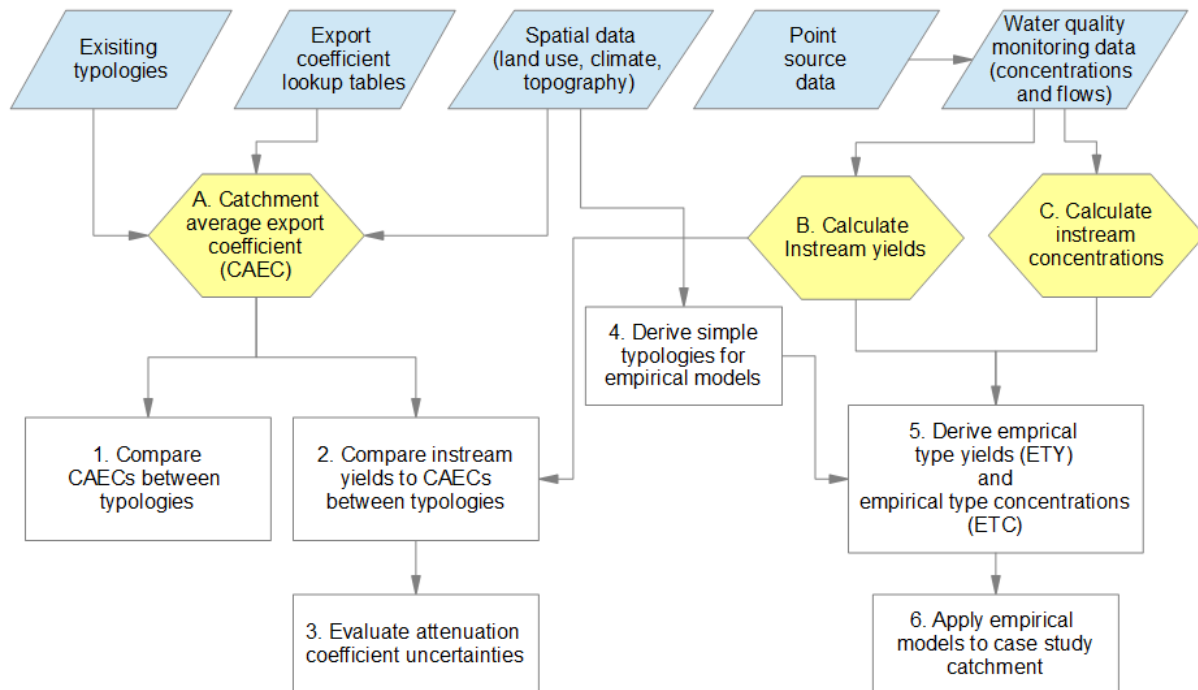 Exisiting
typologies
Export
coefficient
lookup tables
Spatial data
(land use, climate,
topography)
Point
source
data
Water quality
monitoring data
(concentrations
and flows)
A. Catchment
average export
coefficient
(CAEC)
B. Calculate
Instream yields
C. Calculate
instream
concentrations
4. Derive simple
typologies for
empirical models
1. Compare
CAECs between
typologies
2. Compare instream
yields to CAECs
between typologies
5. Derive emprical
type yields (ETY)
and
empirical type concentrations
(ETC)
3. Evaluate attenuation
coefficient uncertainties
6. Apply empirical
models to case study
catchment